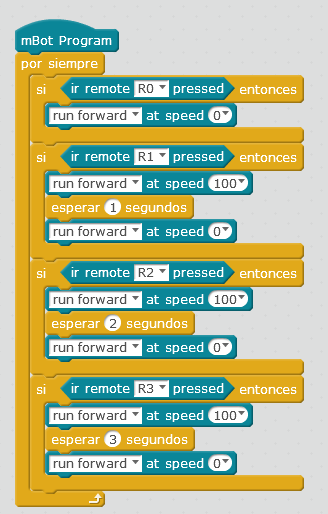 mBot Program
por siempre
si ir remote R0 pressed entonces
run forward at speed 0
si ir remote R1 pressed entonces
run forward at speed 100
esperar 1 segundos
run forward at speed 0
si ir remote R2 pressed entonces
run forward at speed 100
esperar 2 segundos
run forward at speed 0
si ir remote R3 pressed entonces
run forward at speed 100
esperar 3 segundos
run forward at speed 0